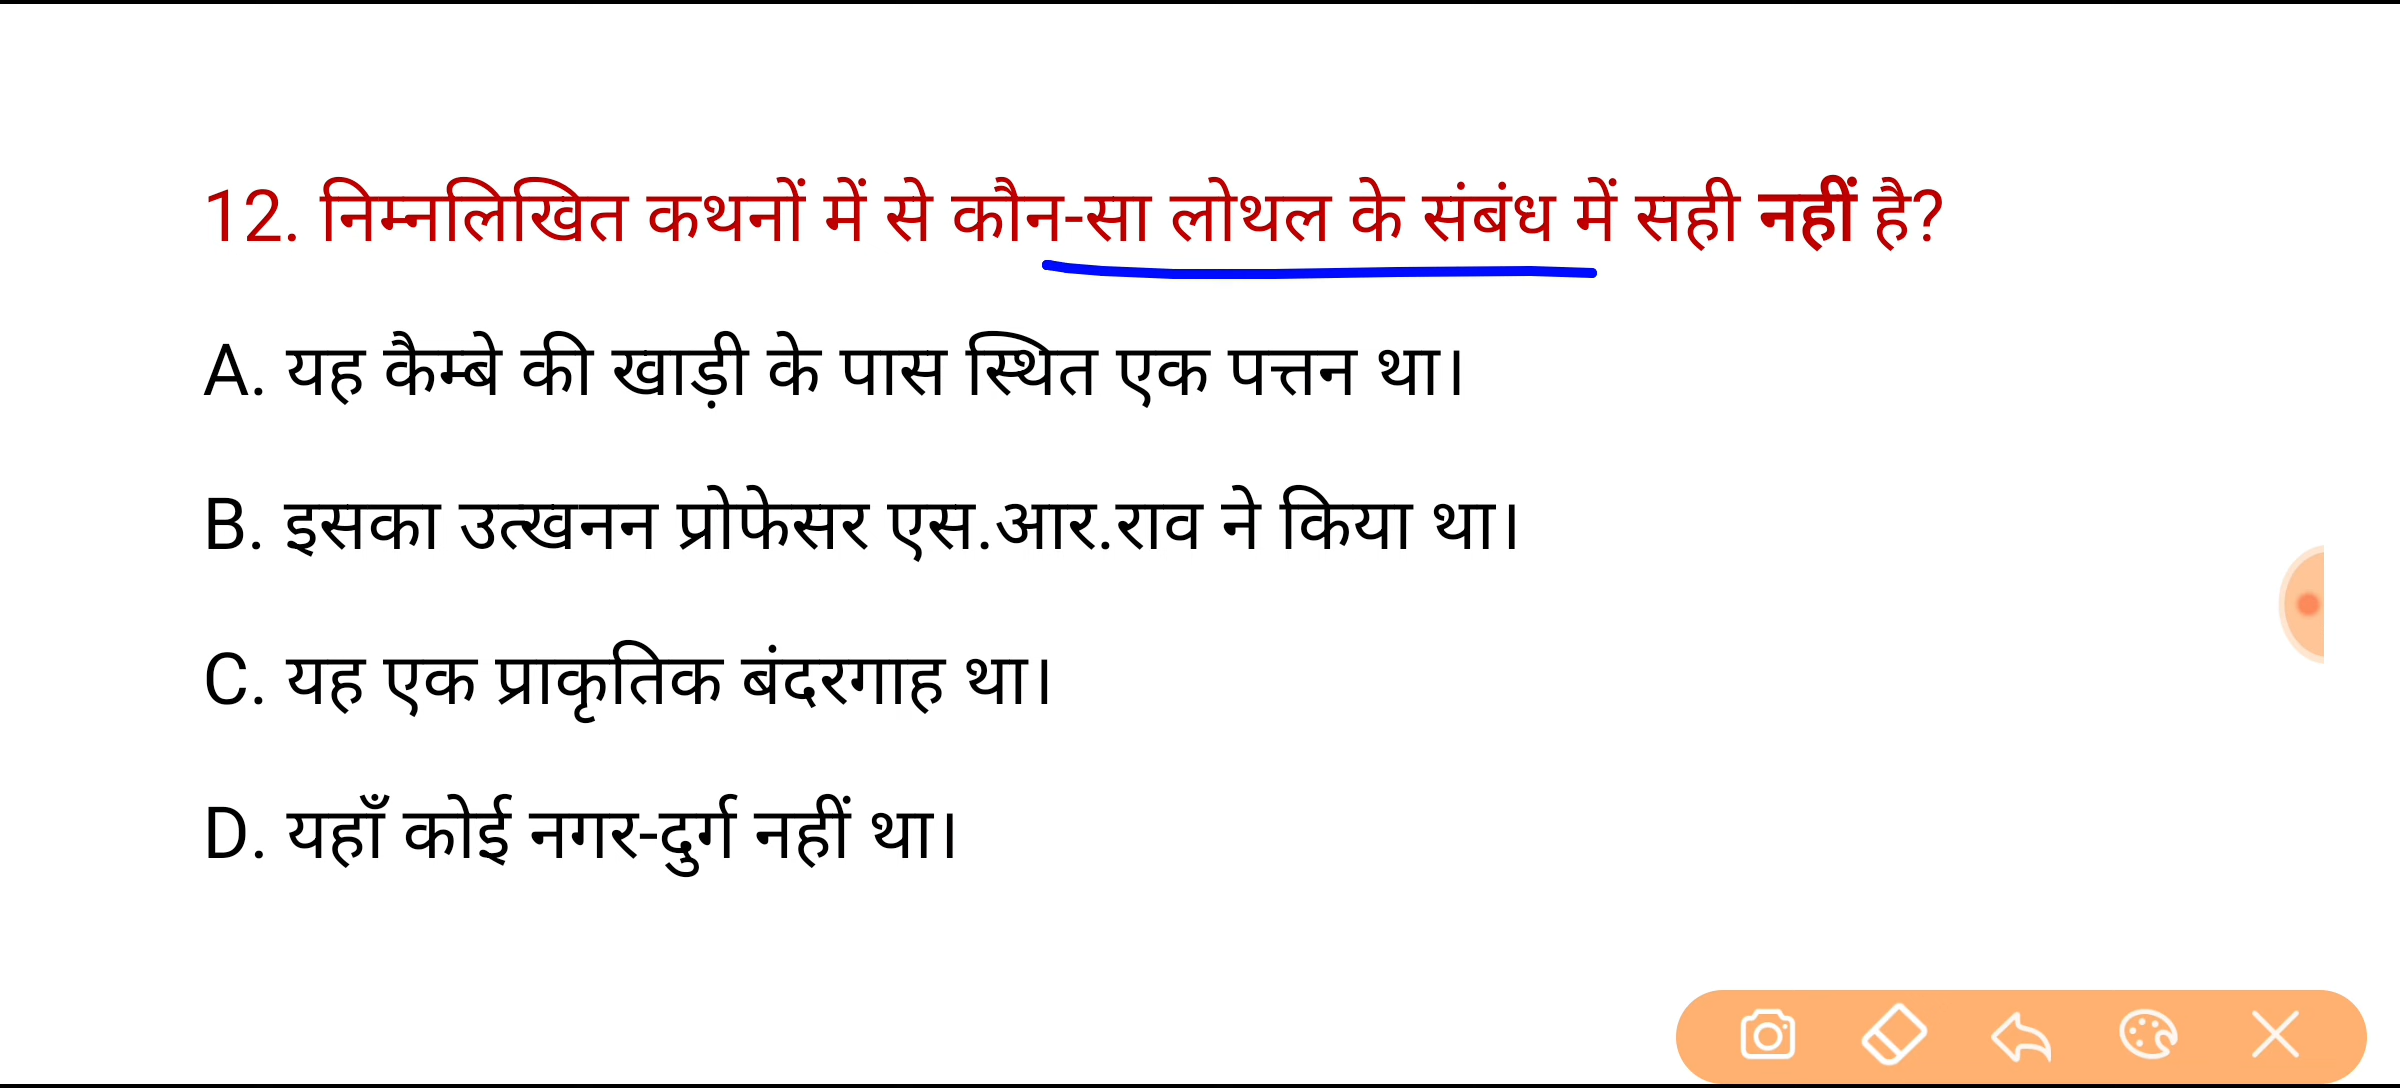 12. निम्नलिखित कथनों में से कौन-सा लोथल के संबंध में सही नहीं है?
A. यह कैम्बे की खाड़ी के पास स्थित एक पत्तन था।
B. इसका उत्खनन प्रोफेसर एस.आर.राव ने किया था।
C. यह एक प्राकृतिक बंदरगाह था।
D. यहाँ कोई नगर-दुर्ग नहीं था।